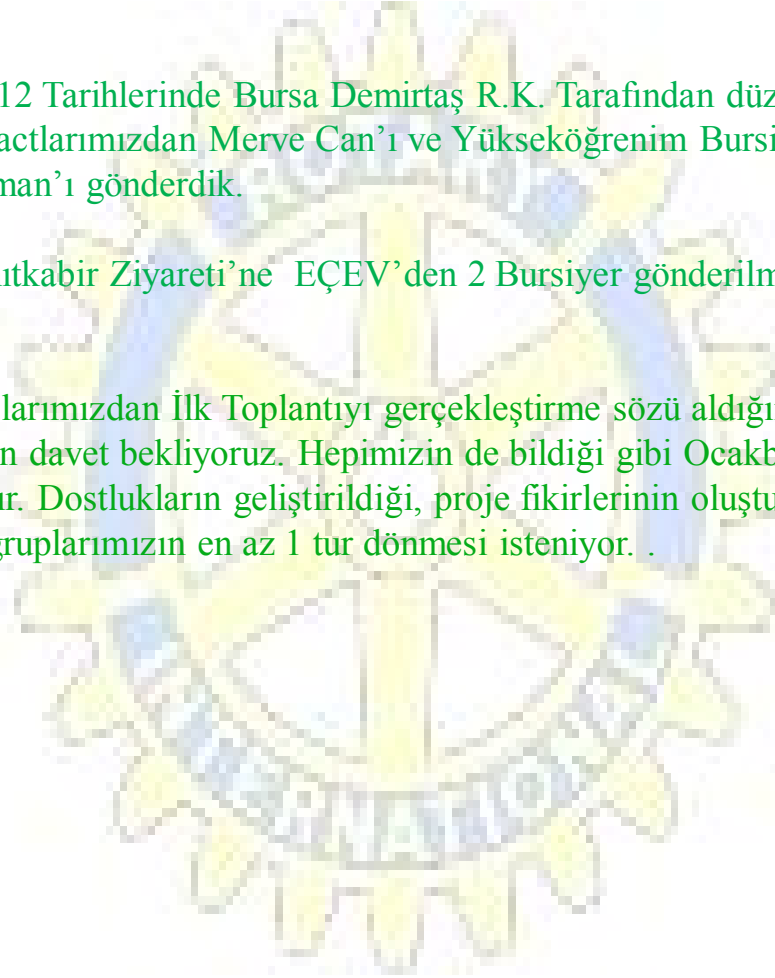 12 Tarihlerinde Bursa Demirtaş R.K. Tarafından düz
actlarımızdan Merve Can’ı ve Yükseköğrenim Bursi
man’ı gönderdik.
ıtkabir Ziyareti’ne EÇEV’den 2 Bursiyer gönderilm
larımızdan İlk Toplantıyı gerçekleştirme sözü aldığı
n davet bekliyoruz. Hepimizin de bildiği gibi Ocakb
ır. Dostlukların geliştirildiği, proje fikirlerinin oluştu
gruplarımızın en az 1 tur dönmesi isteniyor. .
ROTARY
INTERNATIONAL